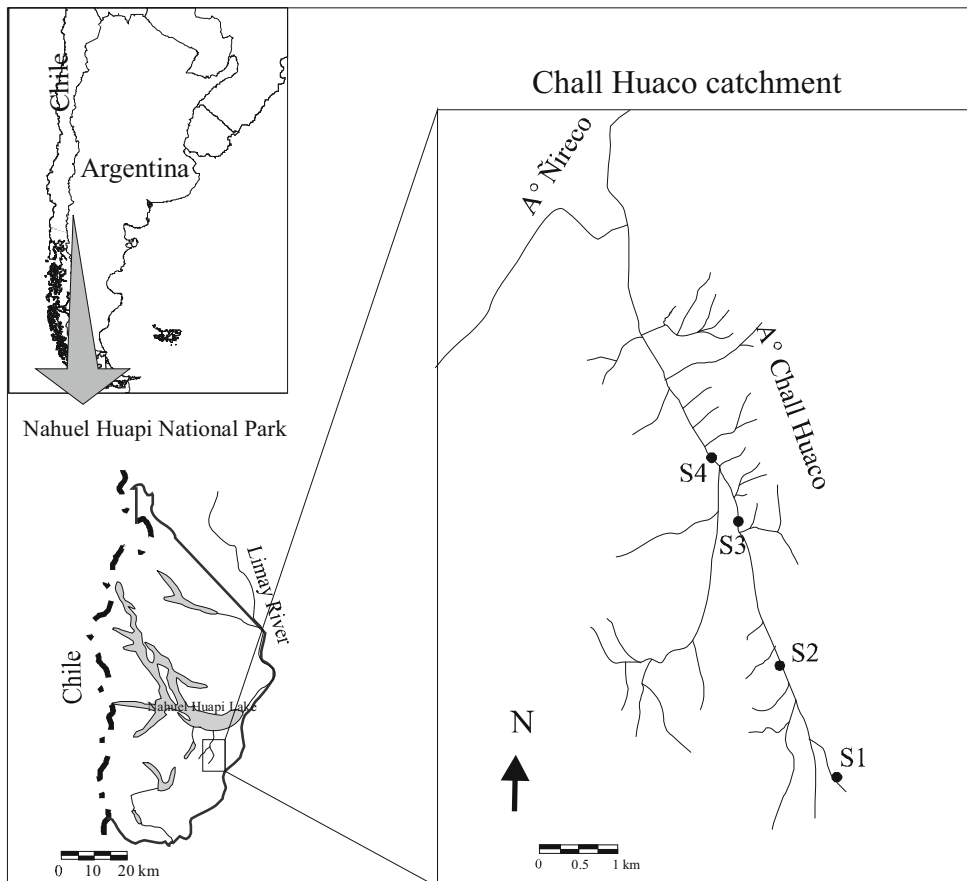 Chile
Argentina
Nahuel Huapi National Park
Limay River
Chile
Nahuel Huapi Lake
0 10 20 km
Chall Huaco catchment
A° Ñireco
A° Chall Huaco
S4
S3
S2
S1
N
0 0.5 1 km